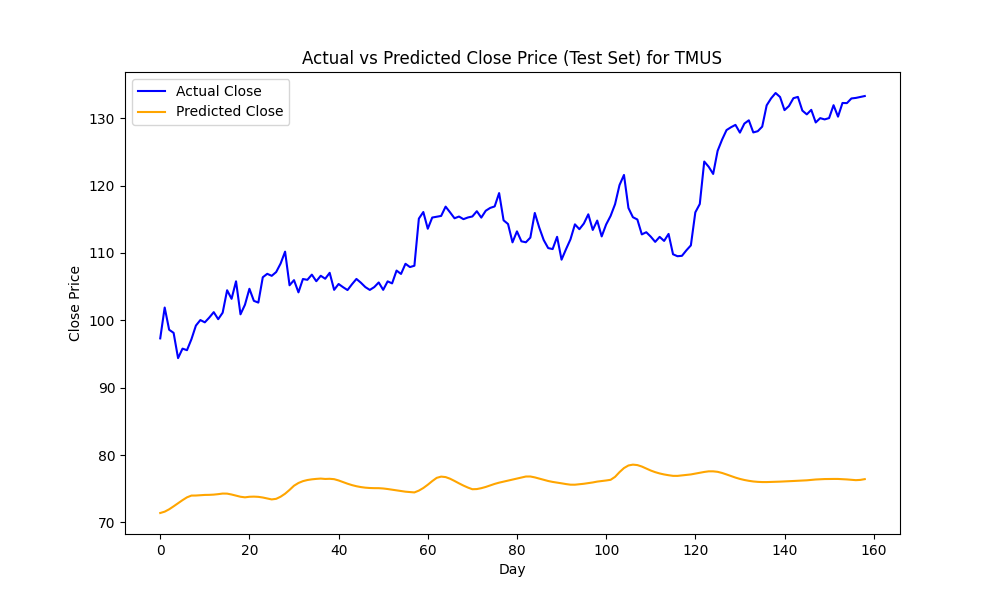 Actual vs Predicted Close Price (Test Set) for TMUS
Actual Close
Predicted Close
130
120
110
100
90
80
70
Close Price
0 20 40 60 80 100 120 140 160
Day